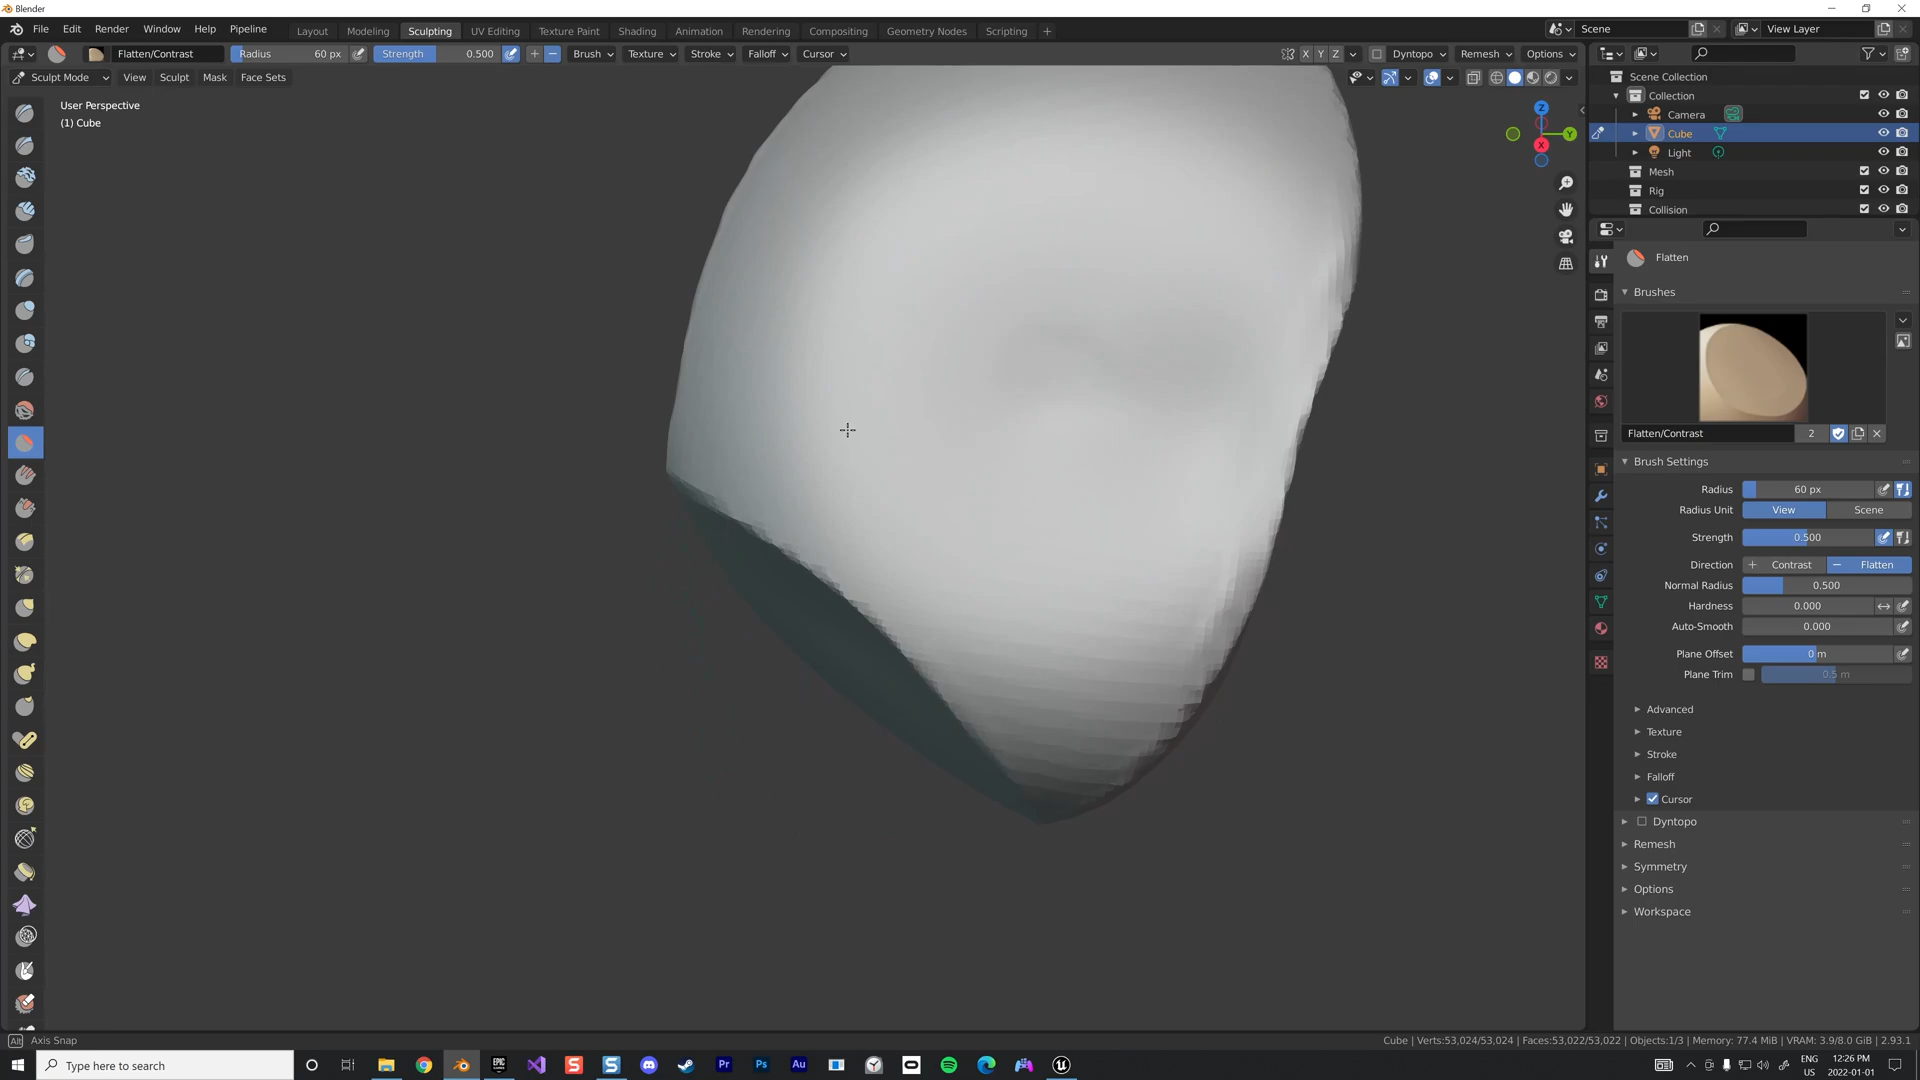 Blender
File Edit Render Window Help Pipeline Layout Modeling Sculpting UV Editing Texture Paint Shading Animation Rendering Compositing Geometry Nodes Scripting + Scene View Layer
Flatten/Contrast Radius 60 px Strength 0.500 + − Brush Texture Stroke Falloff Cursor X Y Z Dyntopo Remesh Options
Sculpt Mode View Sculpt Mask Face Sets
User Perspective
(1) Cube
Z
Y
X
Scene Collection
Collection
Camera
Cube
Light
Mesh
Rig
Collision
Flatten
Brushes
Flatten/Contrast 2
Brush Settings
Radius 60 px
Radius Unit View Scene
Strength 0.500
Direction + Contrast − Flatten
Normal Radius 0.500
Hardness 0.000
Auto-Smooth 0.000
Plane Offset 0 m
Plane Trim 0.5 m
Advanced
Texture
Stroke
Falloff
Cursor
Dyntopo
Remesh
Symmetry
Options
Workspace
Alt Axis Snap
Cube | Verts:53,024/53,024 | Faces:53,022/53,022 | Objects:1/3 | Memory: 77.4 MiB | VRAM: 3.9/8.0 GiB | 2.93.1
Type here to search
EPIC
Pr Ps Au
ENG
US
12:26 PM
2022-01-01